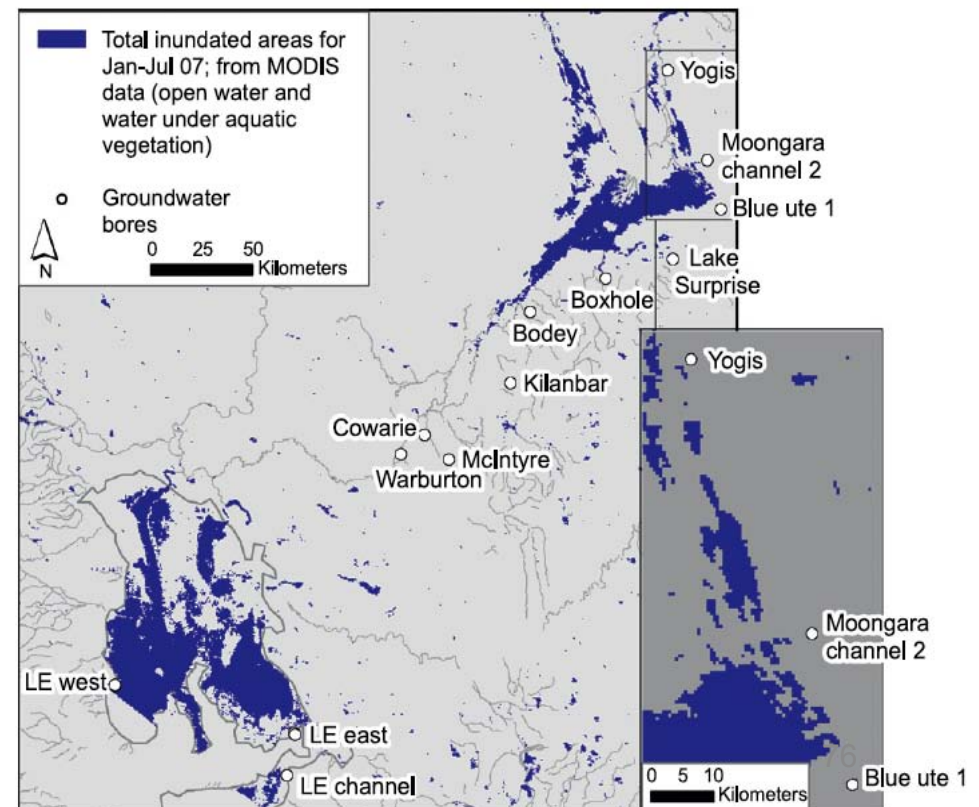 Total inundated areas for
Jan-Jul 07; from MODIS
data (open water and
water under aquatic
vegetation)
Groundwater
bores
0 25 50
Kilometers
N
Yogis
Moongara
channel 2
Blue ute 1
Lake
Surprise
Boxhole
Bodey
Kilanbar
Cowarie
McIntyre
Warburton
LE west
LE east
LE channel
Yogis
Moongara
channel 2
76
Blue ute 1
0 5 10
Kilometers